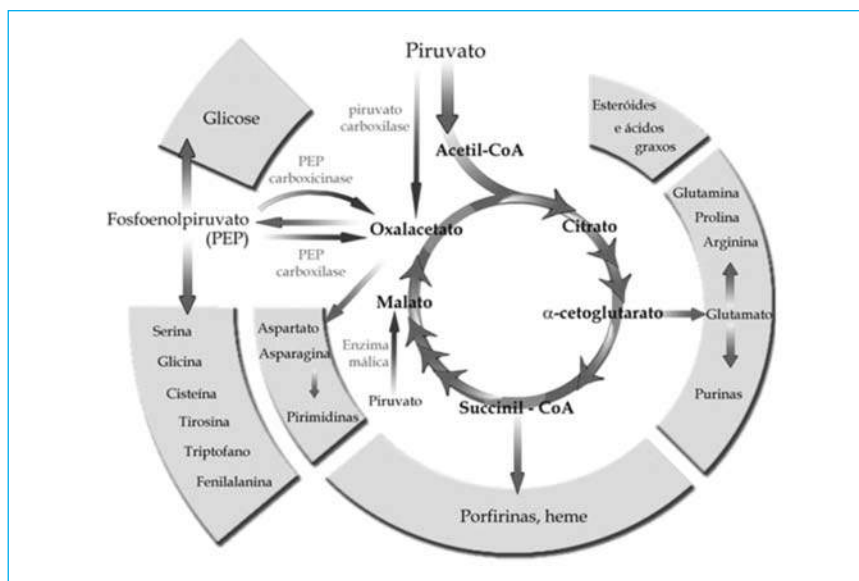 Piruvato
Glicose
piruvato
carboxilase
Esteróides
e ácidos
graxos
Acetil-CoA
PEP
carboxicinase
Glutamina
Prolina
Arginina
Fosfoenolpiruvato
(PEP)
Oxalacetato
Citrato
PEP
carboxilase
Malato
α-cetoglutarato
Glutamato
Serina
Glicina
Cisteína
Tirosina
Triptofano
Fenilalanina
Aspartato
Asparagina
Pirimidinas
Enzima
málica
Piruvato
Succinil - CoA
Purinas
Porfirinas, heme